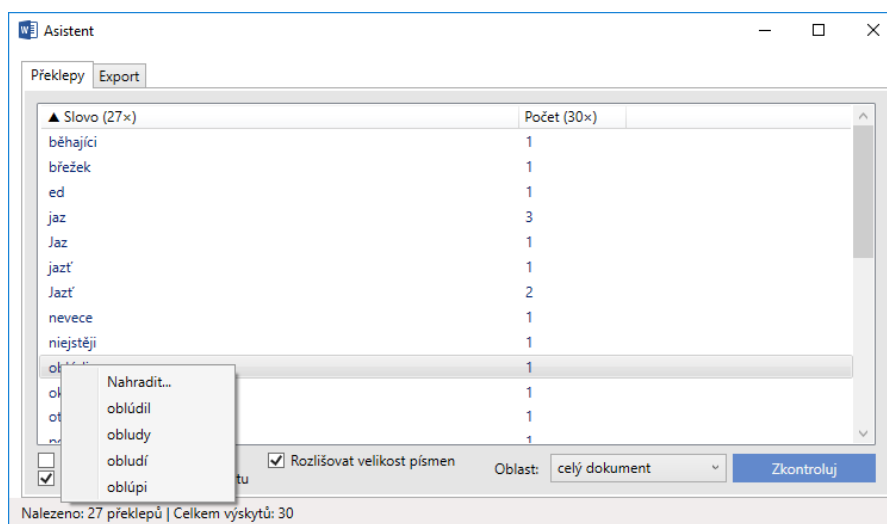 Asistent
Překlepy Export
▲ Slovo (27×) Počet (30×)
běhajíci 1
břežek 1
ed 1
jaz 3
Jaz 1
jazť 1
Jazť 2
nevece 1
niejstěji 1
1
1
1
1
Nahradit...
oblúdil
obludy
obludí
oblúpi
Rozlišovat velikost písmen
tu
Oblast: celý dokument Zkontroluj
Nalezeno: 27 překlepů | Celkem výskytů: 30